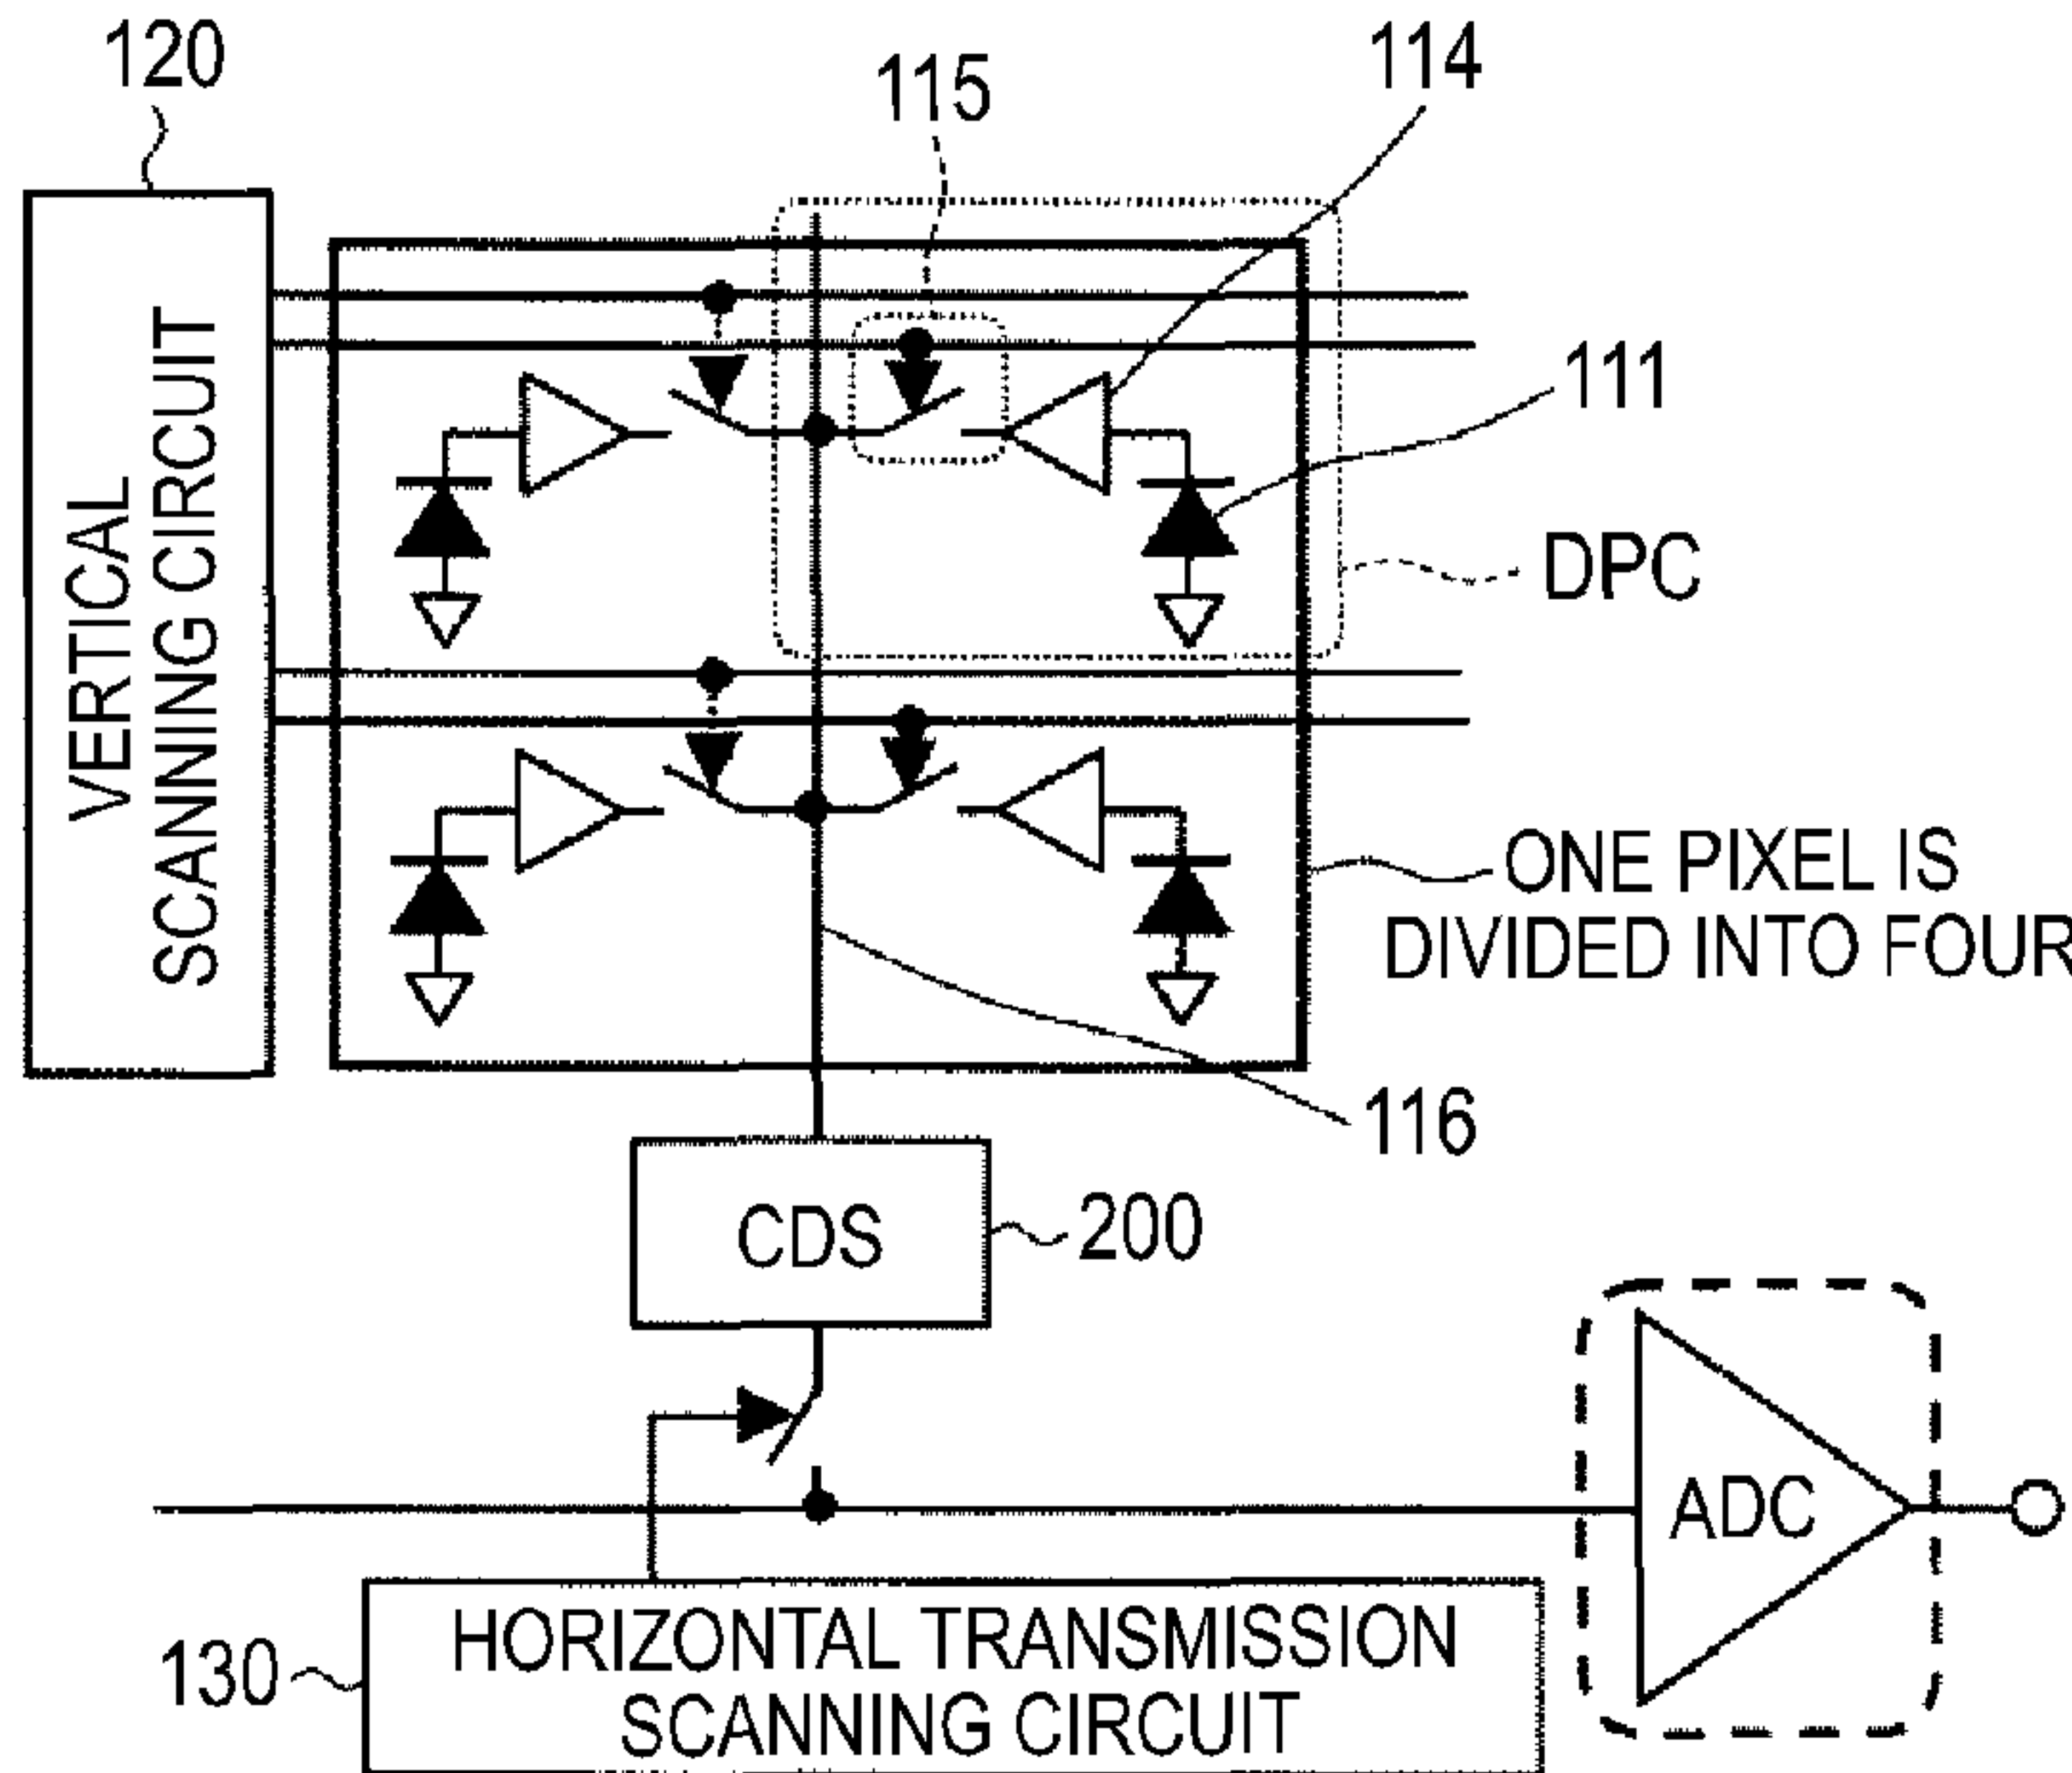 120
115
114
111
VERTICAL
SCANNING CIRCUIT
DPC
ONE PIXEL IS
DIVIDED INTO FOUR
116
CDS
200
ADC
130
HORIZONTAL TRANSMISSION
SCANNING CIRCUIT